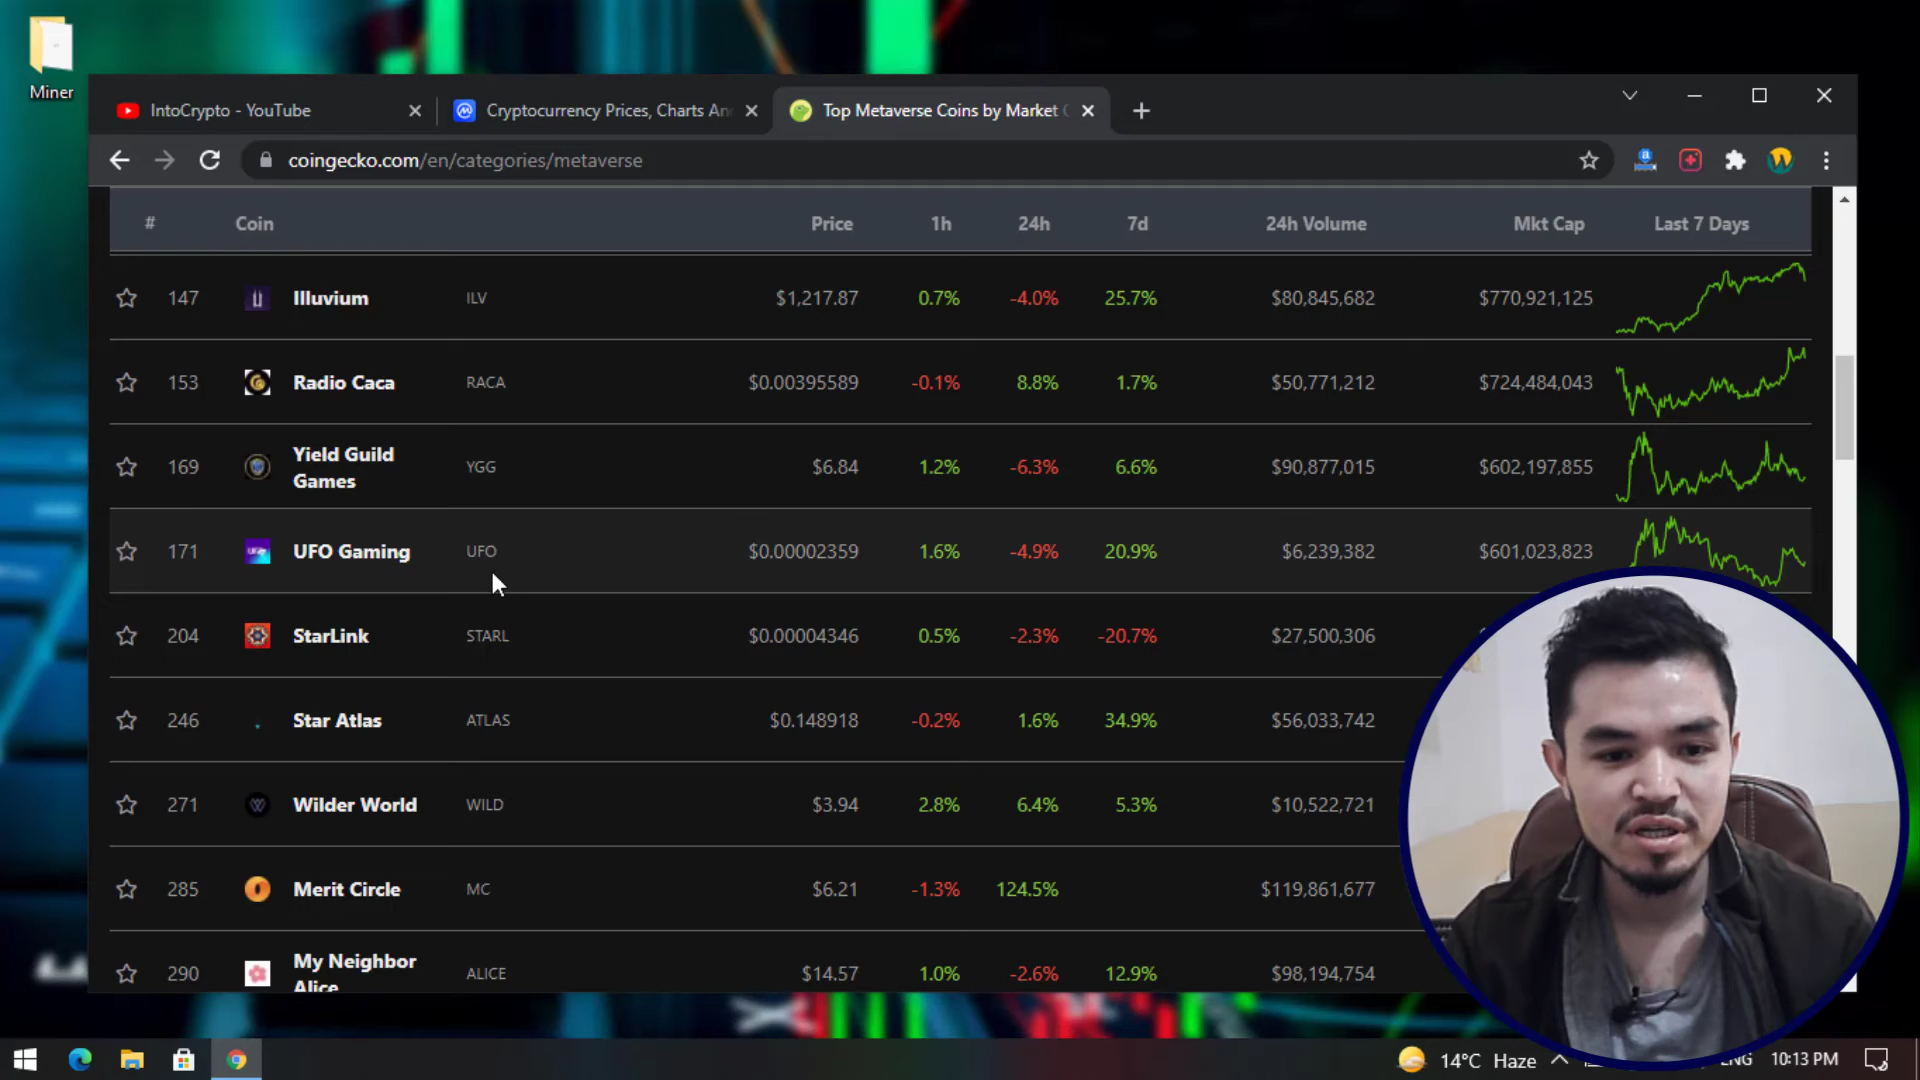 Miner
IntoCrypto - YouTube
Cryptocurrency Prices, Charts An
Top Metaverse Coins by Market
coingecko.com/en/categories/metaverse
# Coin Price 1h 24h 7d 24h Volume Mkt Cap Last 7 Days
147 Illuvium ILV $1,217.87 0.7% -4.0% 25.7% $80,845,682 $770,921,125
153 Radio Caca RACA $0.00395589 -0.1% 8.8% 1.7% $50,771,212 $724,484,043
169 Yield Guild Games YGG $6.84 1.2% -6.3% 6.6% $90,877,015 $602,197,855
171 UFO Gaming UFO $0.00002359 1.6% -4.9% 20.9% $6,239,382 $601,023,823
204 StarLink STARL $0.00004346 0.5% -2.3% -20.7% $27,500,306
246 Star Atlas ATLAS $0.148918 -0.2% 1.6% 34.9% $56,033,742
271 Wilder World WILD $3.94 2.8% 6.4% 5.3% $10,522,721
285 Merit Circle MC $6.21 -1.3% 124.5% $119,861,677
290 My Neighbor Alice ALICE $14.57 1.0% -2.6% 12.9% $98,194,754
14°C Haze ENG 10:13 PM